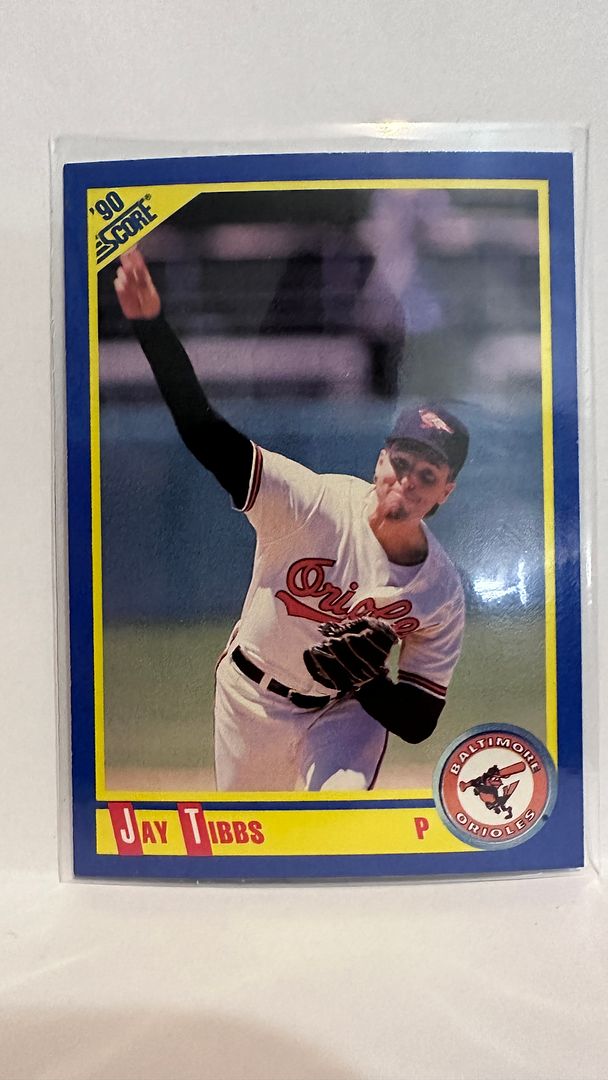 '90
SCORE®
Orioles
JAY TIBBS P
BALTIMORE
ORIOLES